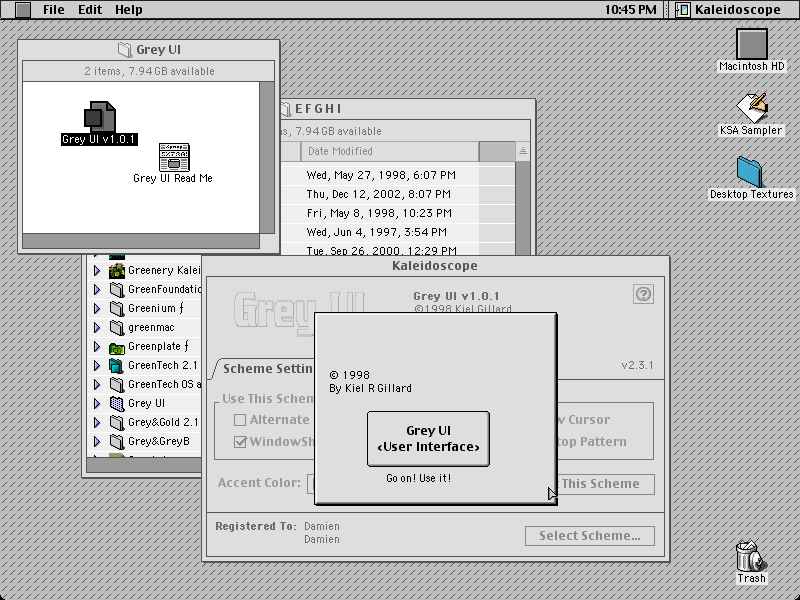 File Edit Help 10:45 PM Kaleidoscope
Grey UI
2 items, 7.94 GB available
Grey UI v1.0.1
Grey UI Read Me
Macintosh HD
KSA Sampler
Desktop Textures
Trash
E F G H I
7.94 GB available
Date Modified
Wed, May 27, 1998, 6:07 PM
Thu, Dec 12, 2002, 8:07 PM
Fri, May 8, 1998, 10:23 PM
Wed, Jun 4, 1997, 3:54 PM
Tue, Sep 26, 2000, 12:29 PM
Greenery Kalei
GreenFoundatio
Greenium ƒ
greenmac
Greenplate ƒ
GreenTech 2.1
GreenTech OS a
Grey UI
Grey&Gold 2.1
Grey&GreyB
Kaleidoscope
Grey UI
Grey UI v1.0.1
©1998 Kiel Gillard
v2.3.1
Scheme Settin
Use This Schem
Alternate
WindowSh
w Cursor
top Pattern
Accent Color:
This Scheme
Registered To: Damien
Damien
Select Scheme...
© 1998
By Kiel R Gillard
Grey UI
<User Interface>
Go on! Use it!